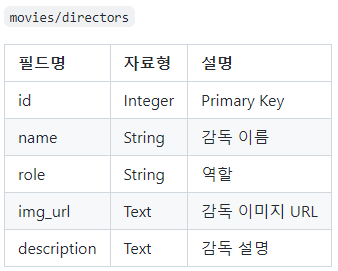 movies/directors
필드명 자료형 설명
id Integer Primary Key
name String 감독 이름
role String 역할
img_url Text 감독 이미지 URL
description Text 감독 설명